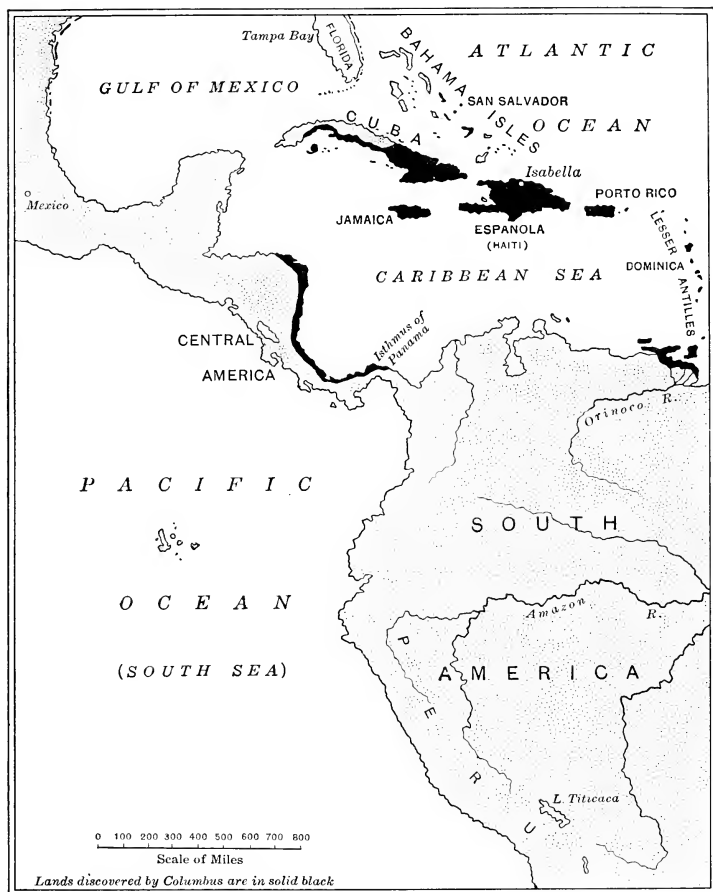 Tampa Bay
FLORIDA
ATLANTIC
BAHAMA ISLES
GULF OF MEXICO
SAN SALVADOR
OCEAN
CUBA
Isabella
Mexico
PORTO RICO
JAMAICA
ESPANOLA
(HAITI)
LESSER ANTILLES
DOMINICA
CARIBBEAN SEA
Isthmus of
Panama
CENTRAL
AMERICA
Orinoco R.
PACIFIC
SOUTH
OCEAN
Amazon R.
(SOUTH SEA)
AMERICA
PERU
L. Titicaca
0 100 200 300 400 500 600 700 800
Scale of Miles
Lands discovered by Columbus are in solid black